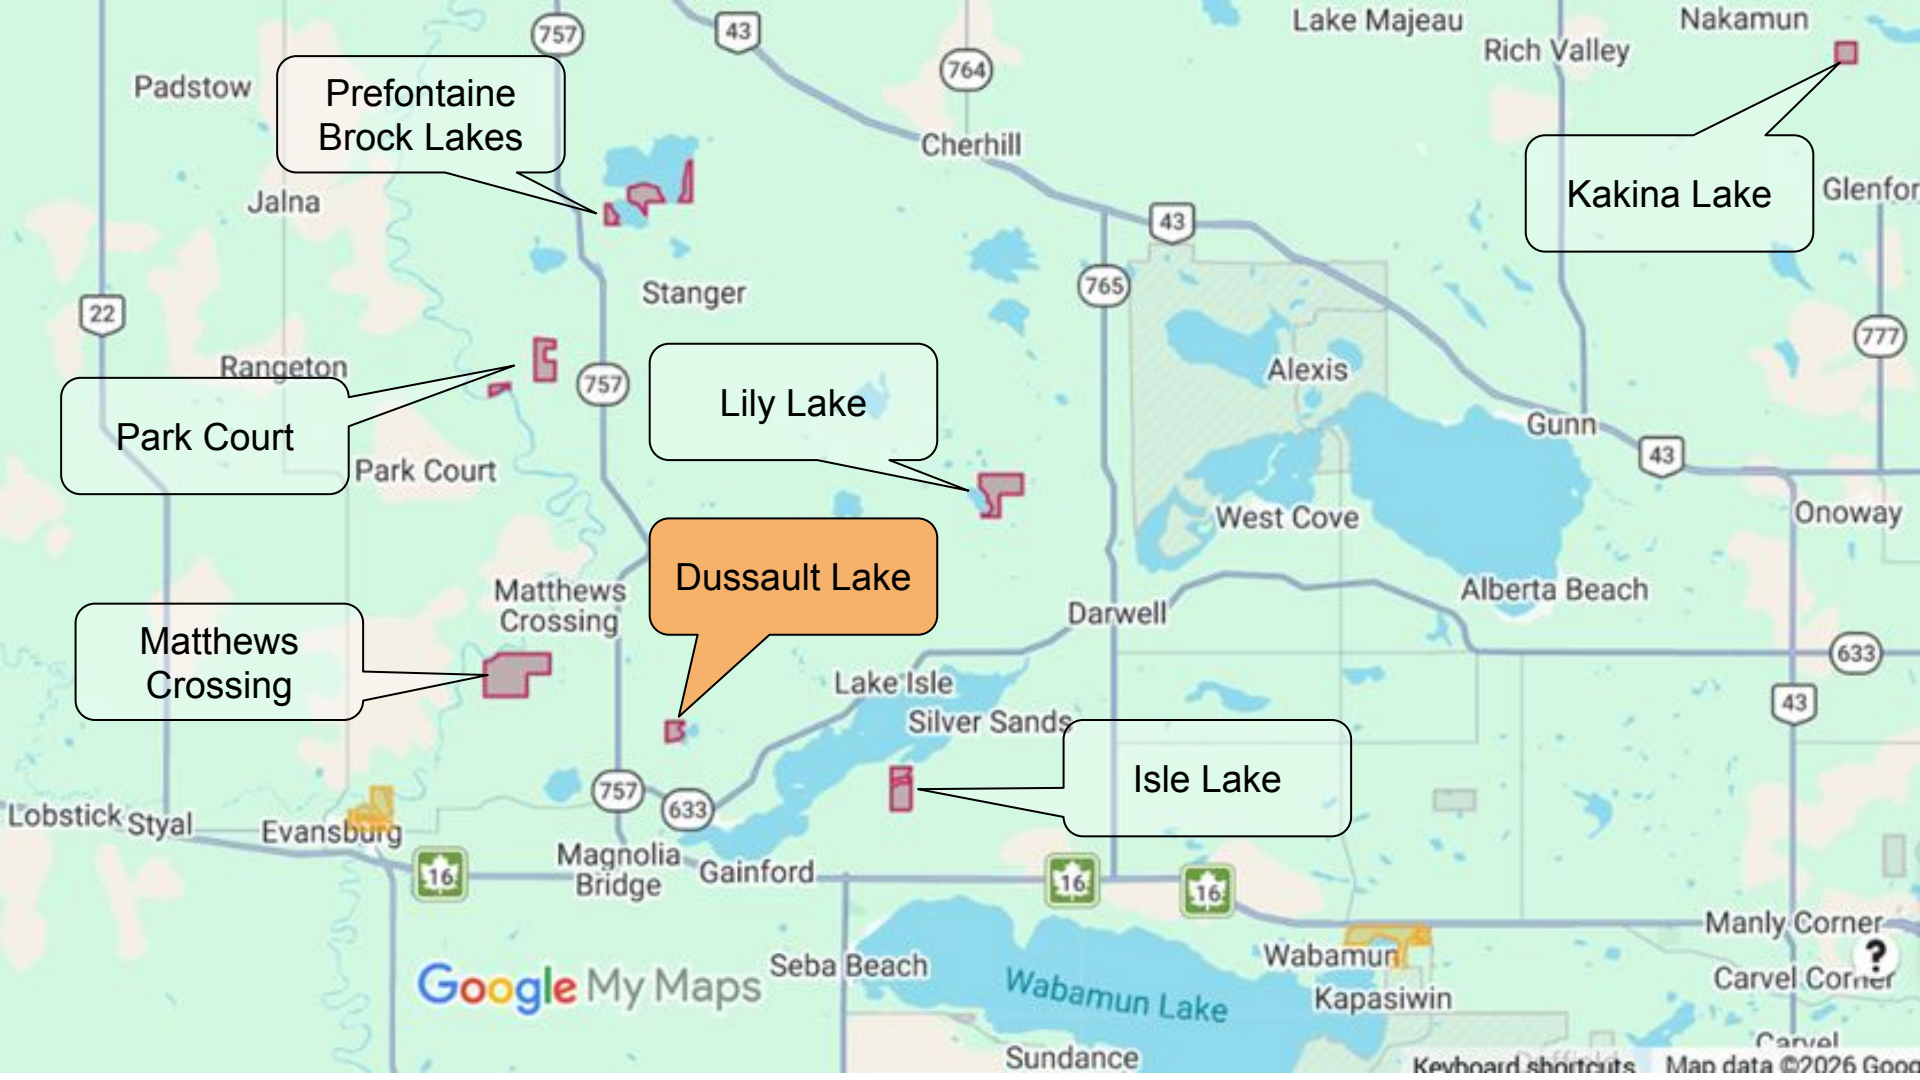 Lake Majeau
Nakamun
757
43
Rich Valley
764
Padstow
Prefontaine
Brock Lakes
Cherhill
Kakina Lake
Glenfor
Jalna
43
765
Stanger
22
777
Rangeton
757
Alexis
Lily Lake
Park Court
Gunn
43
Park Court
Onoway
West Cove
Dussault Lake
Matthews
Crossing
Alberta Beach
Darwell
Matthews
Crossing
633
Lake Isle
43
Silver Sands
Isle Lake
757
633
Lobstick
Styal
Evansburg
Magnolia
Bridge
Gainford
16
16
16
Manly Corner
Wabamun
?
Seba Beach
Google My Maps
Wabamun Lake
Carvel Corner
Kapasiwin
Carvel
Sundance
Duffield
Keyboard shortcuts
Map data ©2026 Goog